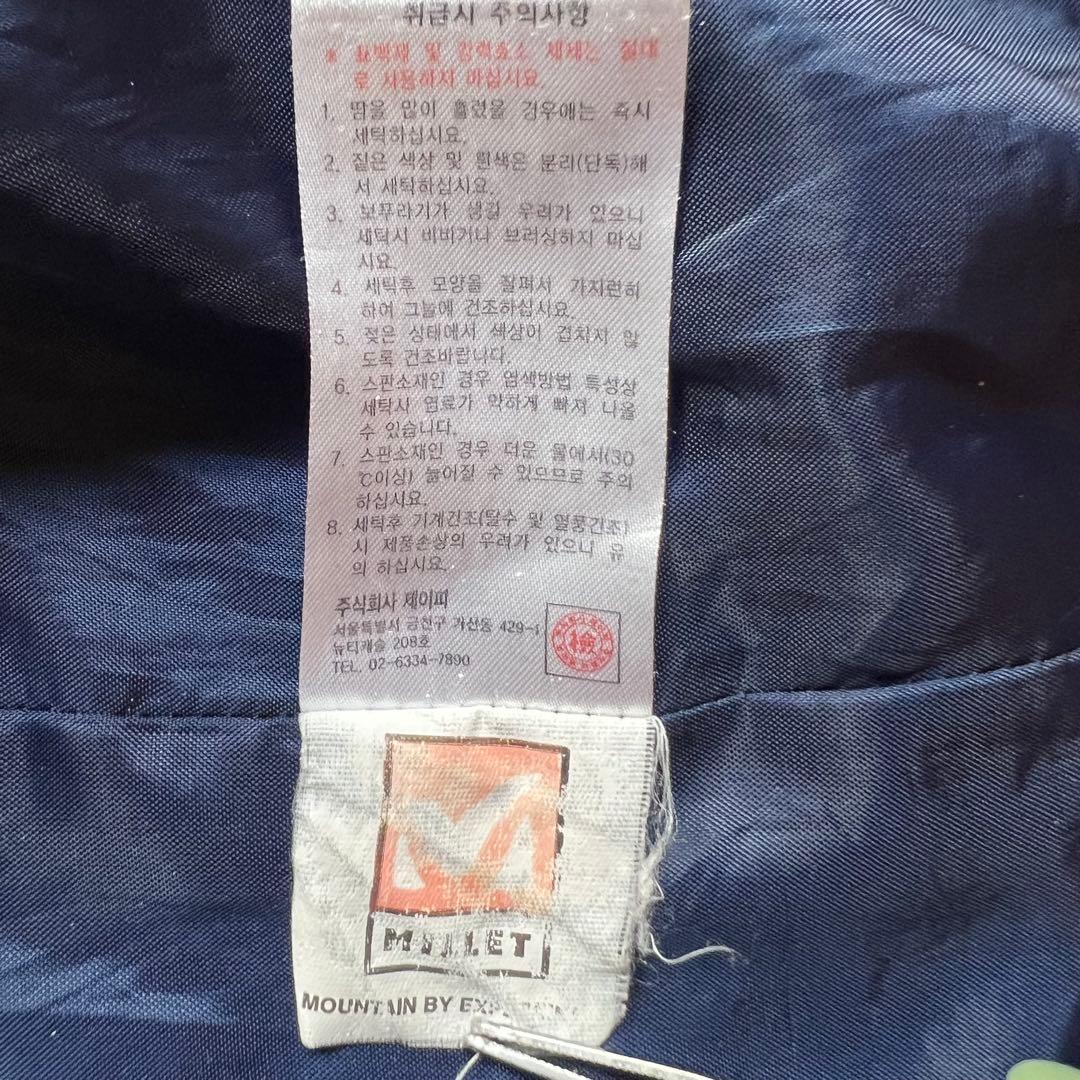 취급시 주의사항
※ 표백제 및 강력효소 세제는 절대
로 사용하지 마십시요.
1. 땀을 많이 흘렸을 경우에는 즉시
세탁하십시요.
2. 짙은 색상 및 흰색은 분리(단독)해
서 세탁하십시요.
3. 보푸라기가 생길 우려가 있으니
세탁시 비비거나 브러싱하지 마십
시요.
4. 세탁후 모양을 잘펴서 가지런히
하여 그늘에 건조하십시요.
5. 젖은 상태에서 색상이 겹치지 않
도록 건조바랍니다.
6. 스판소재인 경우 염색방법 특성상
세탁시 염료가 약하게 빠져 나올
수 있습니다.
7. 스판소재인 경우 더운 물에서(30
℃이상) 늘어질 수 있으므로 주의
하십시요.
8. 세탁후 기계건조(탈수 및 열풍건조)
시 제품손상의 우려가 있으니 유
의 하십시요.
주식회사 제이피
서울특별시 금천구 가산동 429-1
뉴티캐슬 208호
TEL. 02-6334-7890
檢
MILLET
MOUNTAIN BY